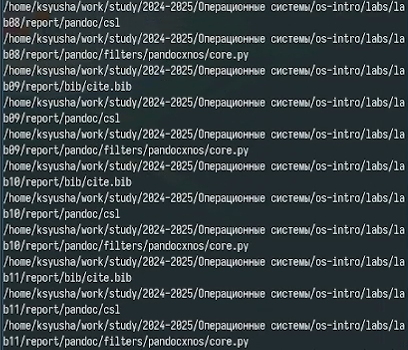 /home/ksyusha/work/study/2024-2025/Операционные системы/os-intro/labs/la
b08/report/pandoc/csl
/home/ksyusha/work/study/2024-2025/Операционные системы/os-intro/labs/la
b08/report/pandoc/filters/pandocxnos/core.py
/home/ksyusha/work/study/2024-2025/Операционные системы/os-intro/labs/la
b09/report/bib/cite.bib
/home/ksyusha/work/study/2024-2025/Операционные системы/os-intro/labs/la
b09/report/pandoc/csl
/home/ksyusha/work/study/2024-2025/Операционные системы/os-intro/labs/la
b09/report/pandoc/filters/pandocxnos/core.py
/home/ksyusha/work/study/2024-2025/Операционные системы/os-intro/labs/la
b10/report/bib/cite.bib
/home/ksyusha/work/study/2024-2025/Операционные системы/os-intro/labs/la
b10/report/pandoc/csl
/home/ksyusha/work/study/2024-2025/Операционные системы/os-intro/labs/la
b10/report/pandoc/filters/pandocxnos/core.py
/home/ksyusha/work/study/2024-2025/Операционные системы/os-intro/labs/la
b11/report/bib/cite.bib
/home/ksyusha/work/study/2024-2025/Операционные системы/os-intro/labs/la
b11/report/pandoc/csl
/home/ksyusha/work/study/2024-2025/Операционные системы/os-intro/labs/la
b11/report/pandoc/filters/pandocxnos/core.py